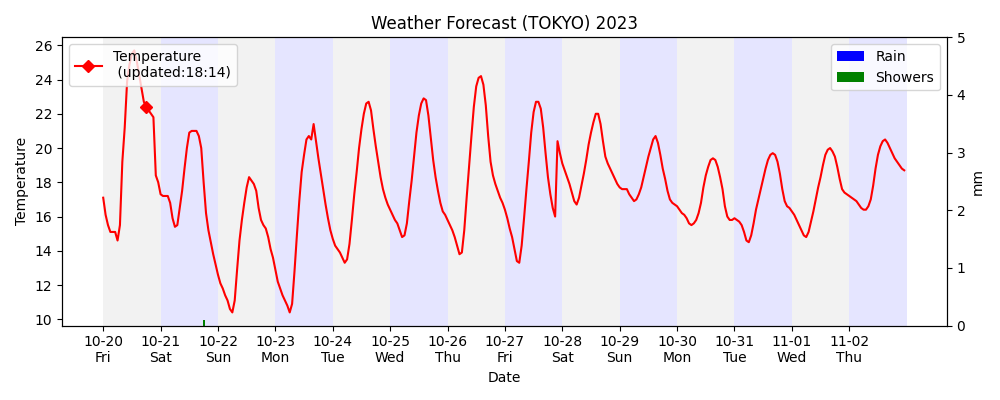 Weather Forecast (TOKYO) 2023
Temperature
(updated:18:14)
Rain
Showers
Temperature
26
24
22
20
18
16
14
12
10
5
4
3
2
1
0
mm
10-20 10-21 10-22 10-23 10-24 10-25 10-26 10-27 10-28 10-29 10-30 10-31 11-01 11-02
Fri Sat Sun Mon Tue Wed Thu Fri Sat Sun Mon Tue Wed Thu
Date